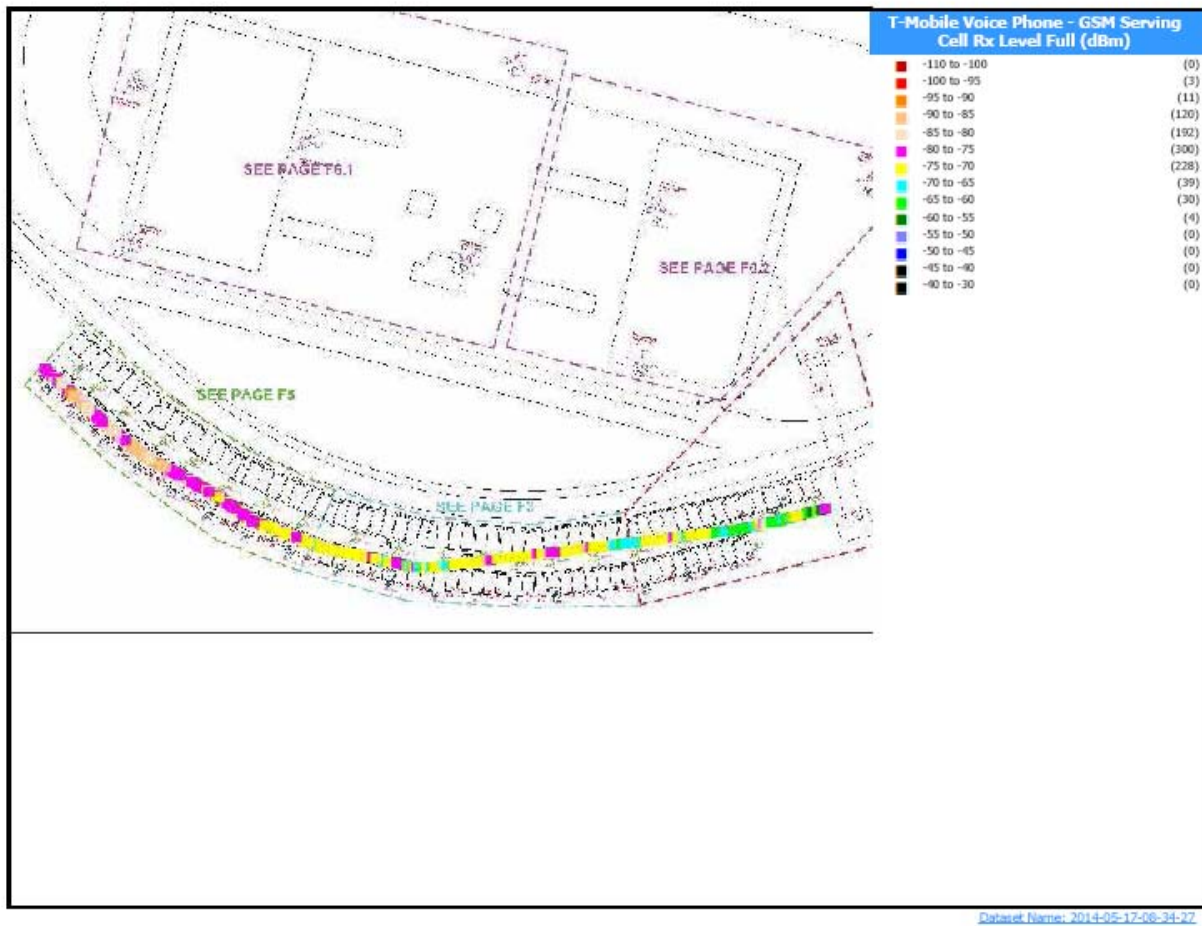 T-Mobile Voice Phone - GSM Serving
Cell Rx Level Full (dBm)
-110 to -100 (0)
-100 to -95 (3)
-95 to -90 (11)
-90 to -85 (120)
-85 to -80 (192)
-80 to -75 (300)
-75 to -70 (228)
-70 to -65 (39)
-65 to -60 (30)
-60 to -55 (4)
-55 to -50 (0)
-50 to -45 (0)
-45 to -40 (0)
-40 to -30 (0)
SEE PAGE F6.1
SEE PAGE F6.2
SEE PAGE F5
SEE PAGE
Dataset Name: 2014-05-17-08-34-27